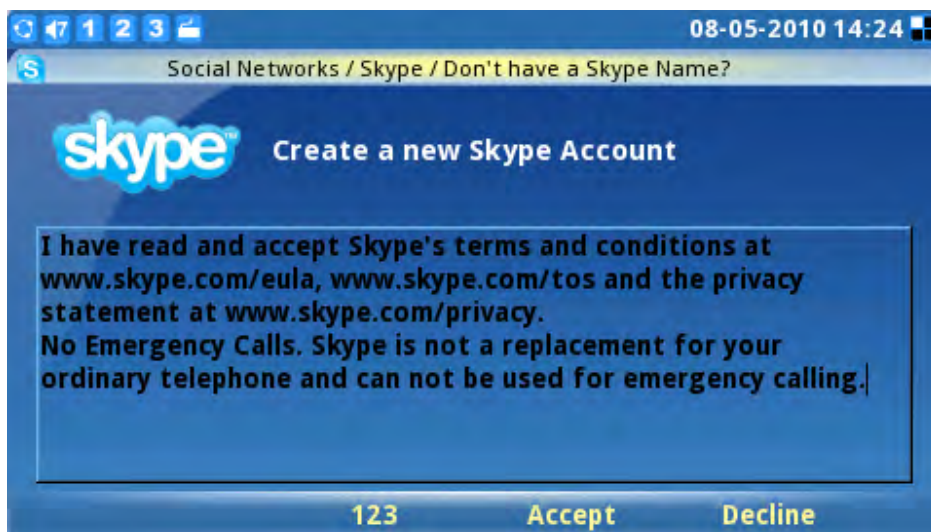 7 1 2 3 08-05-2010 14:24
S Social Networks / Skype / Don't have a Skype Name?
skype™ Create a new Skype Account
I have read and accept Skype's terms and conditions at
www.skype.com/eula, www.skype.com/tos and the privacy
statement at www.skype.com/privacy.
No Emergency Calls. Skype is not a replacement for your
ordinary telephone and can not be used for emergency calling.
123 Accept Decline